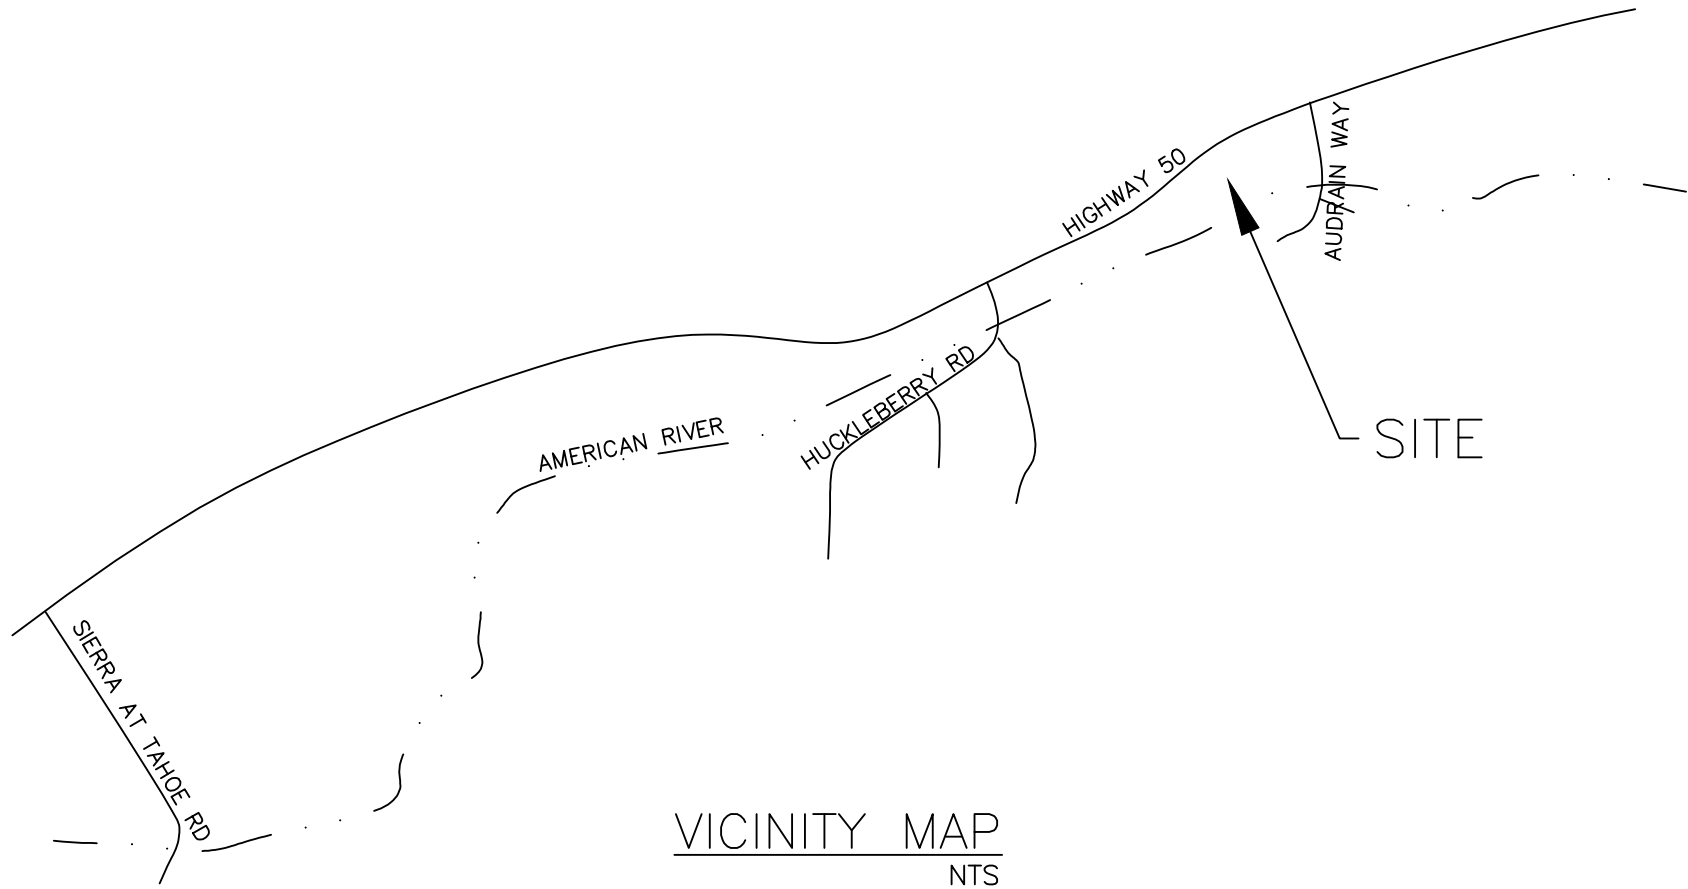 HIGHWAY 50
AUDRAIN WAY
HUCKLEBERRY RD
AMERICAN RIVER
SITE
SIERRA AT TAHOE RD
VICINITY MAP
NTS